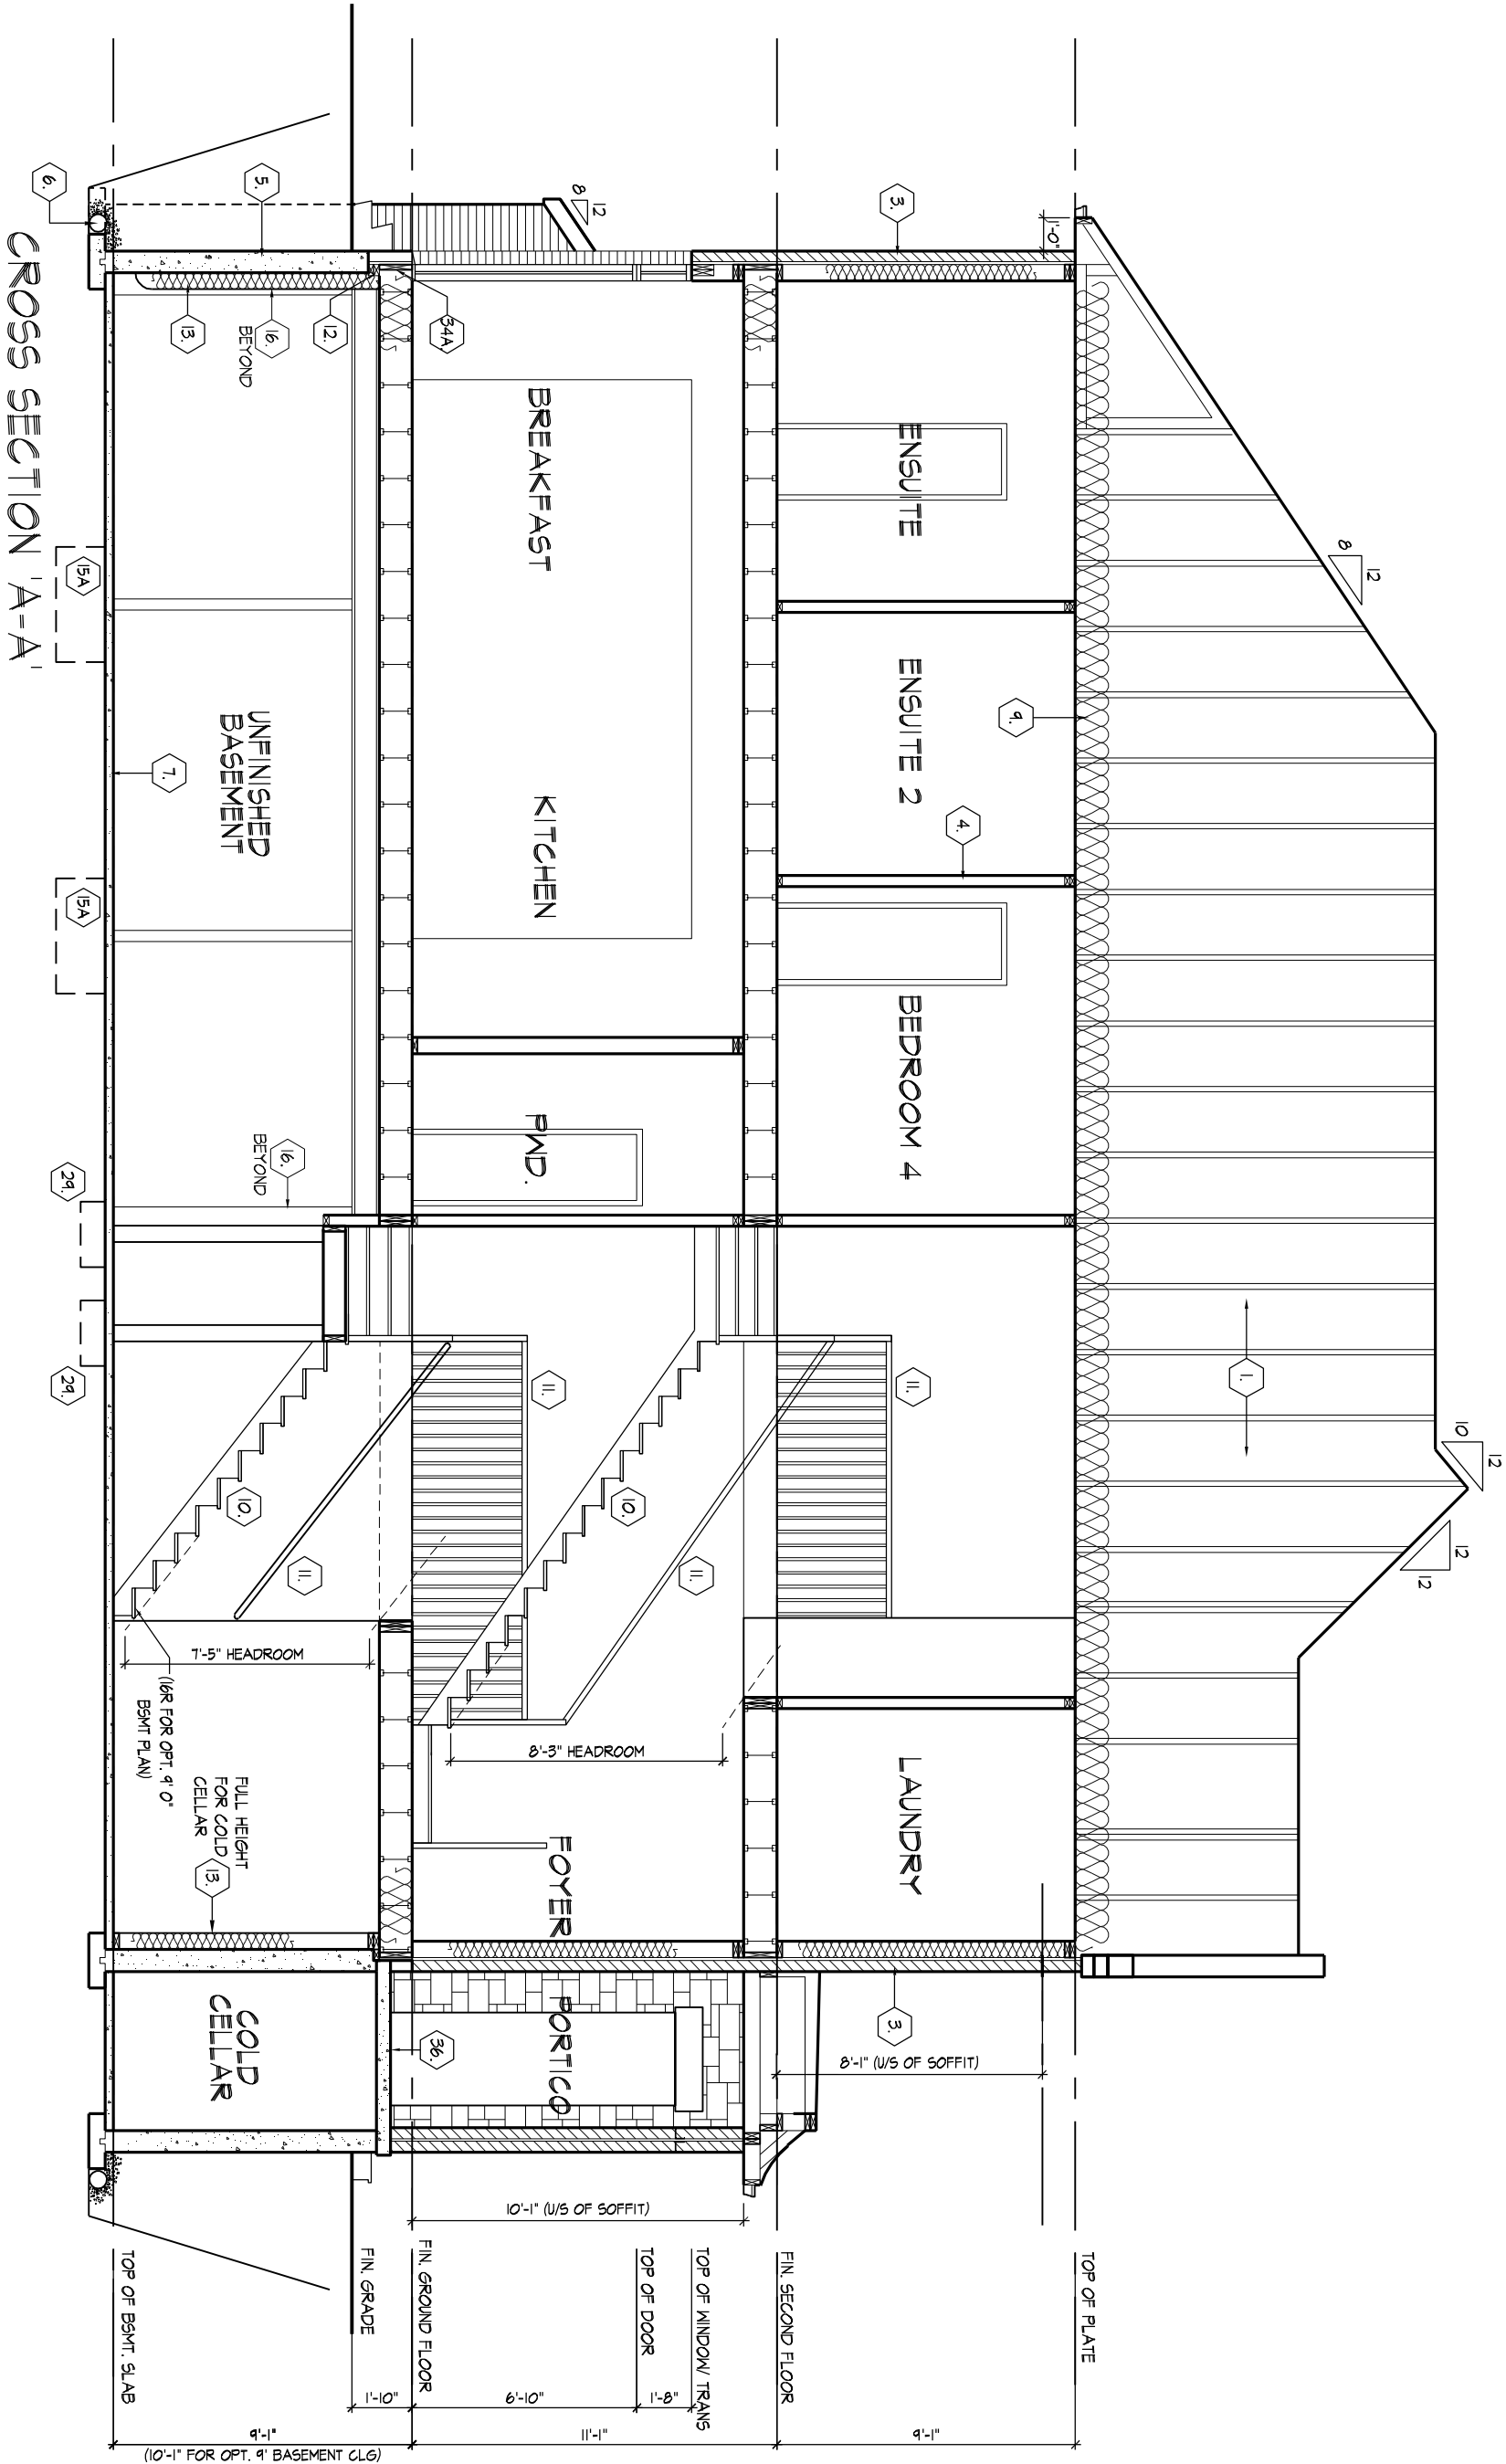 8
12
10
12
12
12
1.
1'-0"
8
12
TOP OF PLATE
3.
ENSUITE
ENSUITE 2
BEDROOM 4
LAUNDRY
9.
4.
11.
3.
8'-1" (U/S OF SOFFIT)
9'-1"
FIN. SECOND FLOOR
TOP OF WINDOW/ TRANS
TOP OF DOOR
1'-8"
6'-10"
11'-1"
BREAKFAST
KITCHEN
PWD.
FOYER
PORTICO
11.
10.
11.
8'-3" HEADROOM
36.
10'-1" (U/S OF SOFFIT)
34A.
FIN. GROUND FLOOR
1'-10"
FIN. GRADE
5.
12.
13.
16.
BEYOND
UNFINISHED
BASEMENT
7.
16.
BEYOND
10.
11.
7'-5" HEADROOM
(16R FOR OPT. 9' 0"
BSMT PLAN)
FULL HEIGHT
FOR COLD
CELLAR
13.
COLD
CELLAR
TOP OF BSMT. SLAB
9'-1"
(10'-1" FOR OPT. 9' BASEMENT CLG)
6.
15A
15A
29.
29.
CROSS SECTION 'A-A'